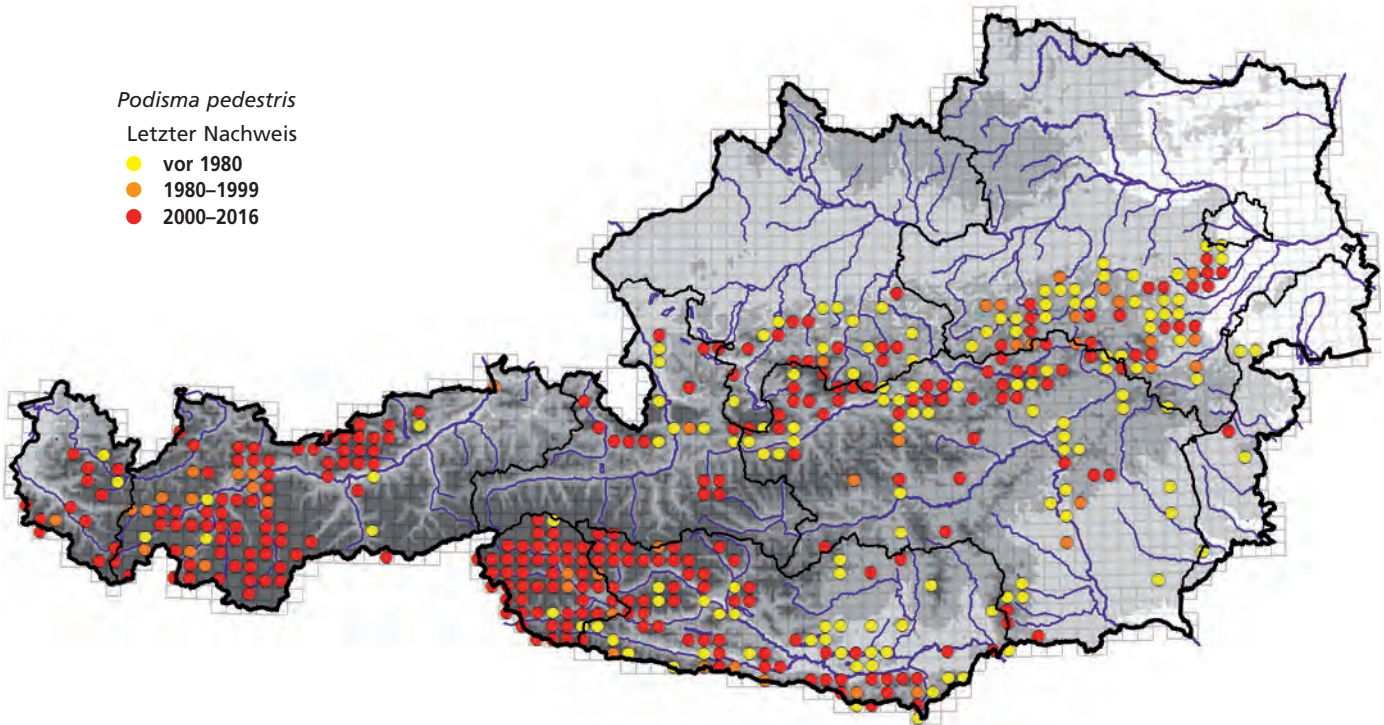 Podisma pedestris
Letzter Nachweis
vor 1980
1980–1999
2000–2016